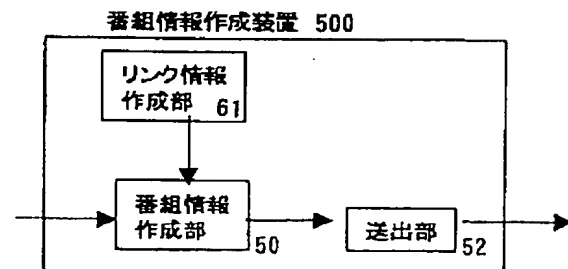 番組情報作成装置 500
リンク情報
作成部 61
番組情報
作成部 50
送出部 52